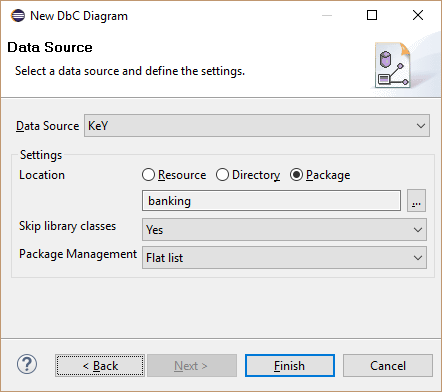 New DbC Diagram
Data Source
Select a data source and define the settings.
Data Source KeY
Settings
Location Resource Directory Package
banking ...
Skip library classes Yes
Package Management Flat list
? < Back Next > Finish Cancel